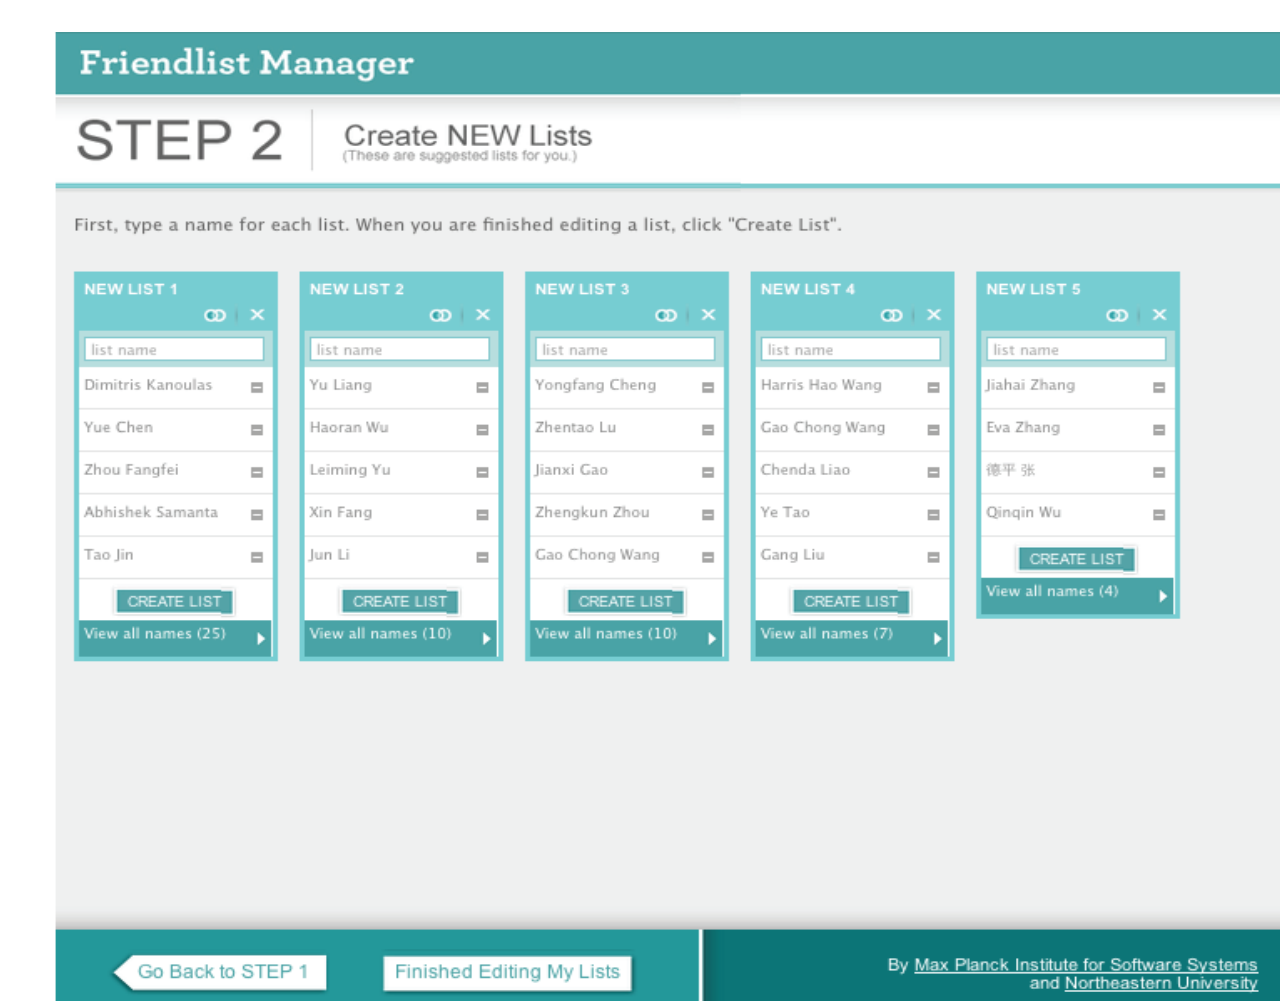 Friendlist Manager
STEP 2
Create NEW Lists
(These are suggested lists for you.)
First, type a name for each list. When you are finished editing a list, click "Create List".
NEW LIST 1
list name
Dimitris Kanoulas
Yue Chen
Zhou Fangfei
Abhishek Samanta
Tao Jin
CREATE LIST
View all names (25)
NEW LIST 2
list name
Yu Liang
Haoran Wu
Leiming Yu
Xin Fang
Jun Li
CREATE LIST
View all names (10)
NEW LIST 3
list name
Yongfang Cheng
Zhentao Lu
Jianxi Gao
Zhengkun Zhou
Gao Chong Wang
CREATE LIST
View all names (10)
NEW LIST 4
list name
Harris Hao Wang
Gao Chong Wang
Chenda Liao
Ye Tao
Gang Liu
CREATE LIST
View all names (7)
NEW LIST 5
list name
Jiahai Zhang
Eva Zhang
德平 张
Qinqin Wu
CREATE LIST
View all names (4)
Go Back to STEP 1
Finished Editing My Lists
By Max Planck Institute for Software Systems
and Northeastern University